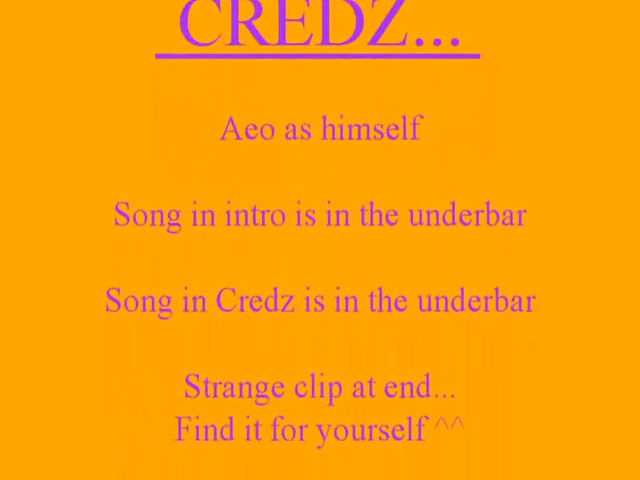 CREDZ...
Aeo as himself
Song in intro is in the underbar
Song in Credz is in the underbar
Strange clip at end...
Find it for yourself ^^